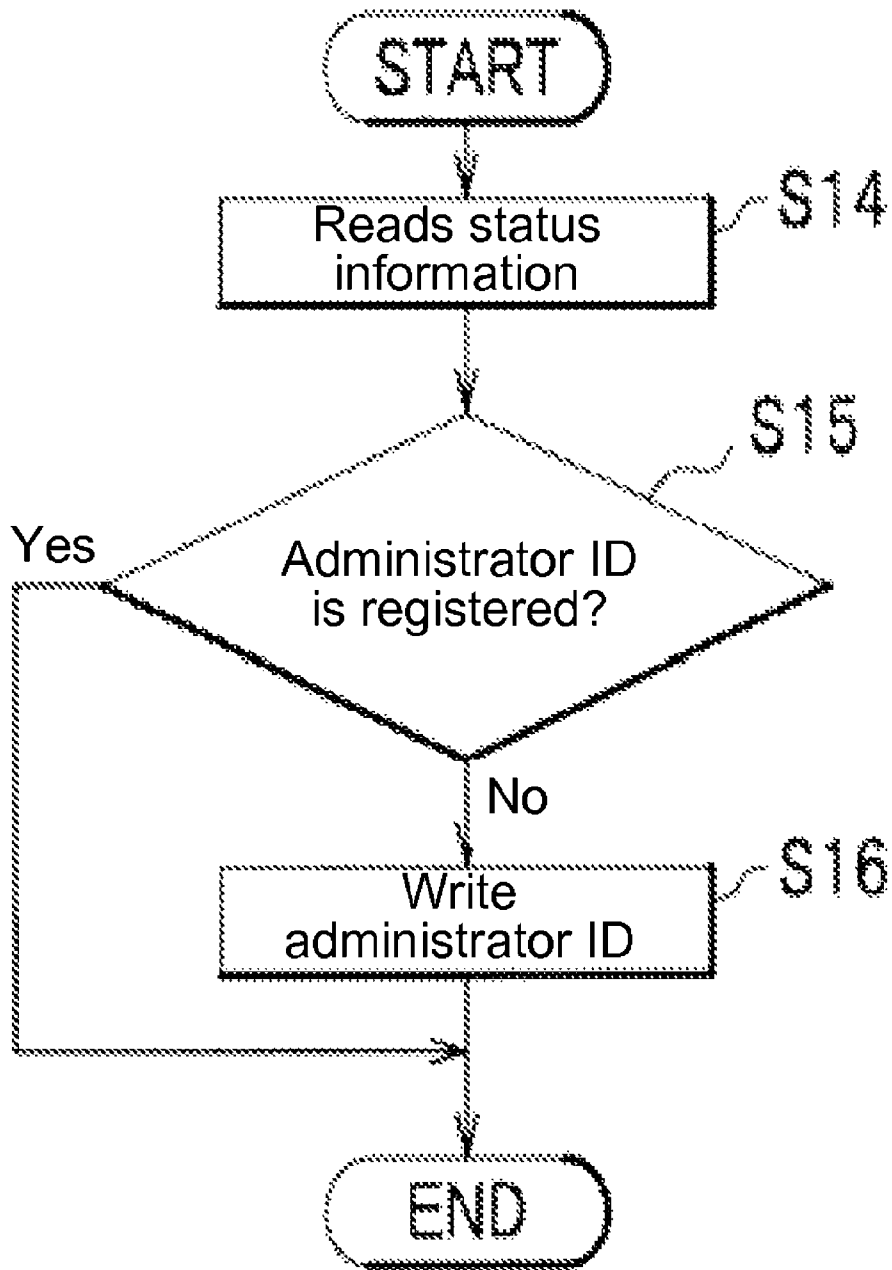 START
S14
Reads status
information
S15
Yes
Administrator ID
is registered?
No
S16
Write
administrator ID
END